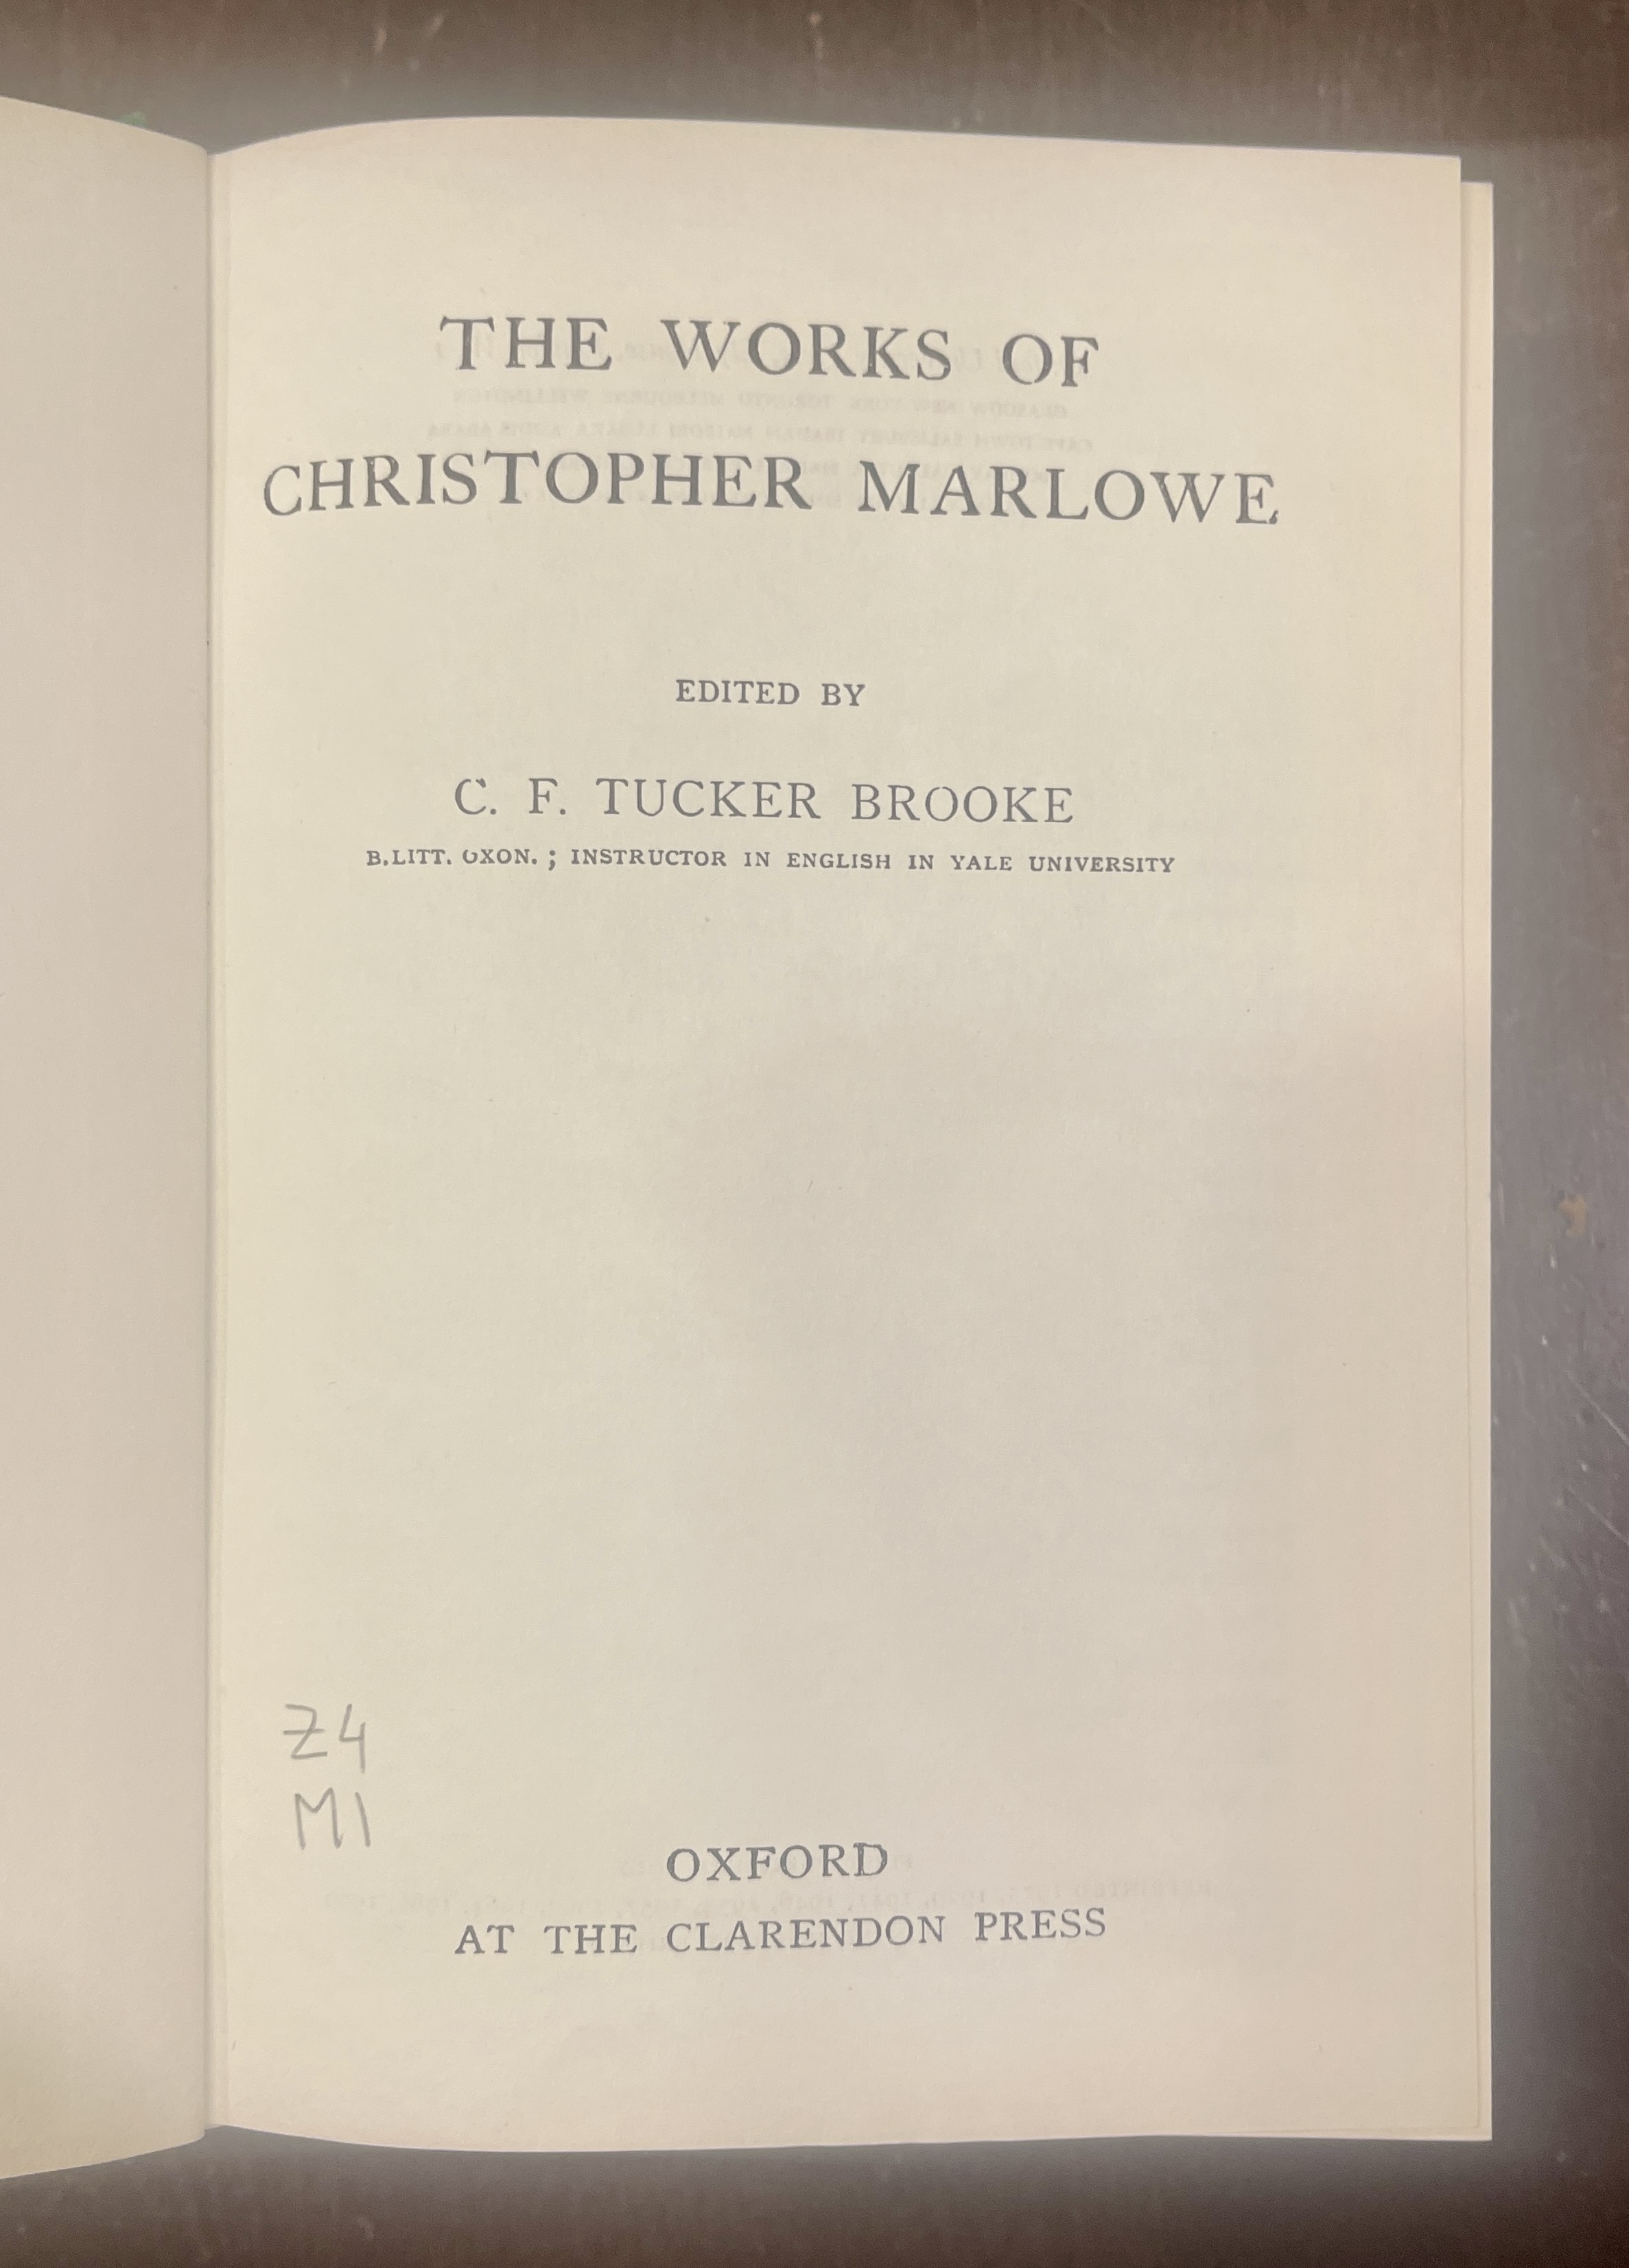 THE WORKS OF
CHRISTOPHER MARLOWE
EDITED BY
C. F. TUCKER BROOKE
B.LITT. OXON. ; INSTRUCTOR IN ENGLISH IN YALE UNIVERSITY
Z4
M1
OXFORD
AT THE CLARENDON PRESS